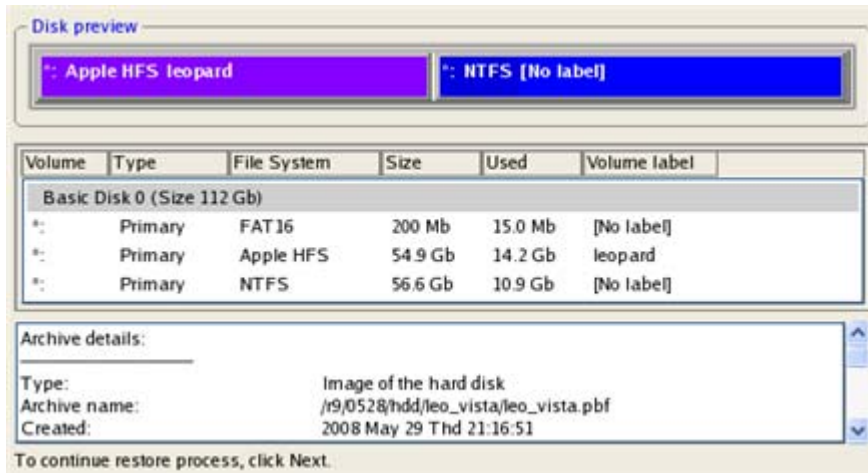 Disk preview
*: Apple HFS leopard *: NTFS [No label]
Volume Type File System Size Used Volume label
Basic Disk 0 (Size 112 Gb)
*: Primary FAT16 200 Mb 15.0 Mb [No label]
*: Primary Apple HFS 54.9 Gb 14.2 Gb leopard
*: Primary NTFS 56.6 Gb 10.9 Gb [No label]
Archive details:
Type: Image of the hard disk
Archive name: /r9/0528/hdd/leo_vista/leo_vista.pbf
Created: 2008 May 29 Thd 21:16:51
To continue restore process, click Next.